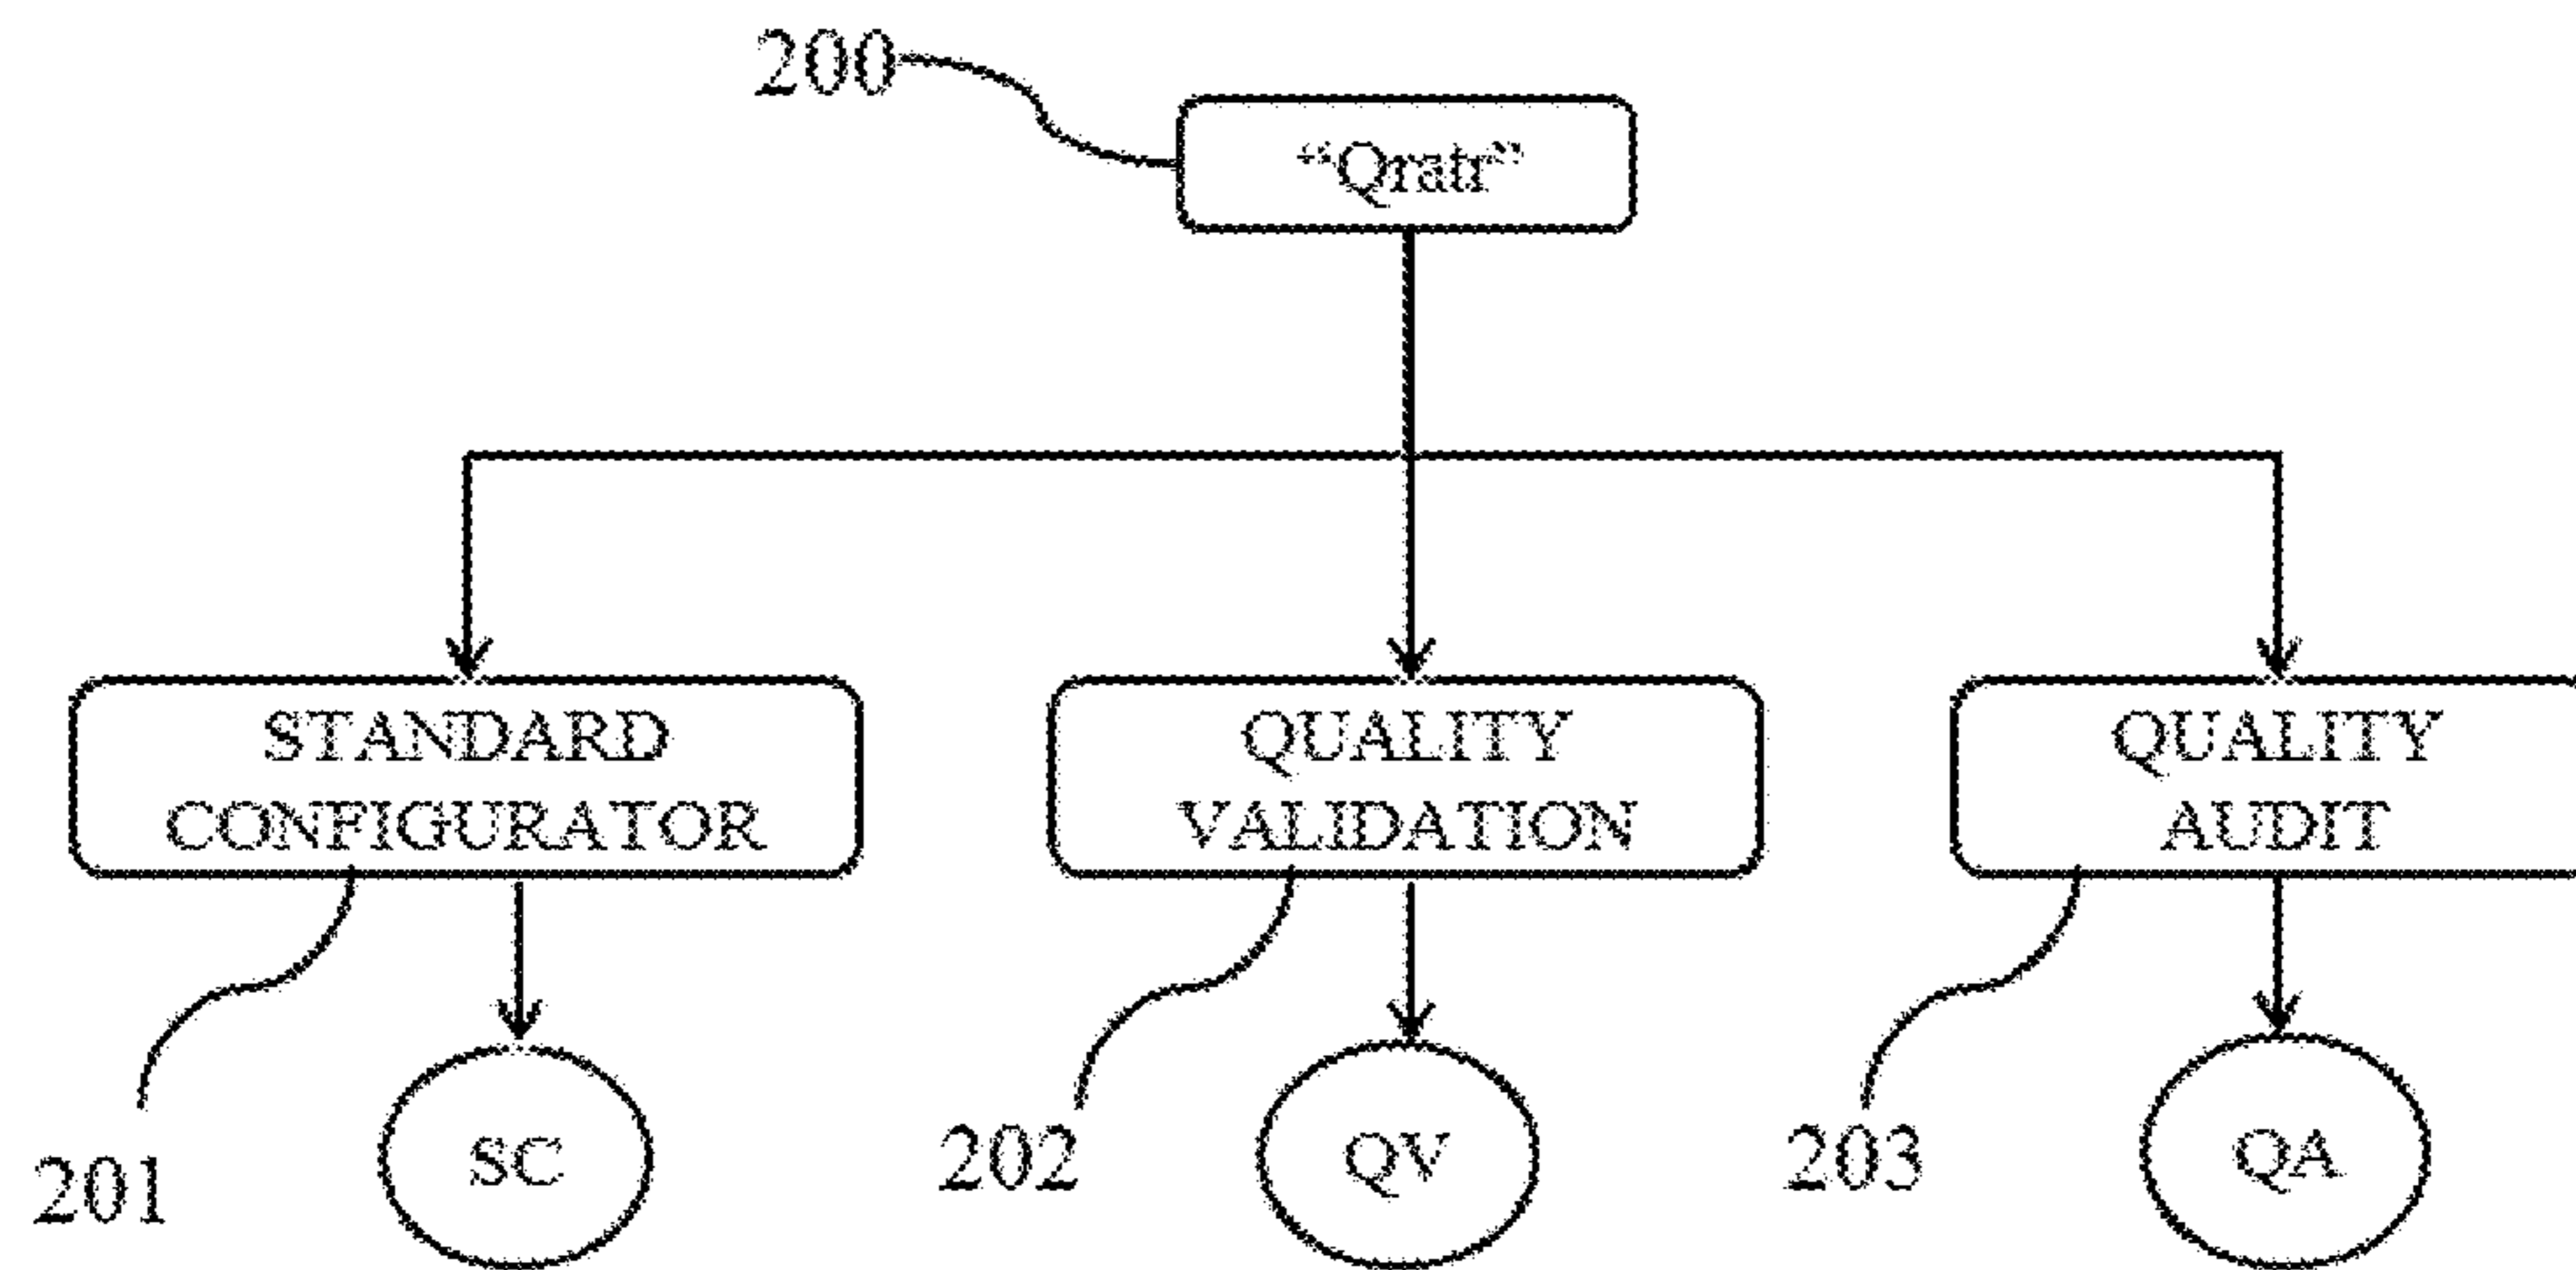 200
“Qratr”
STANDARD
CONFIGURATOR
QUALITY
VALIDATION
QUALITY
AUDIT
201
SC
202
QV
203
QA